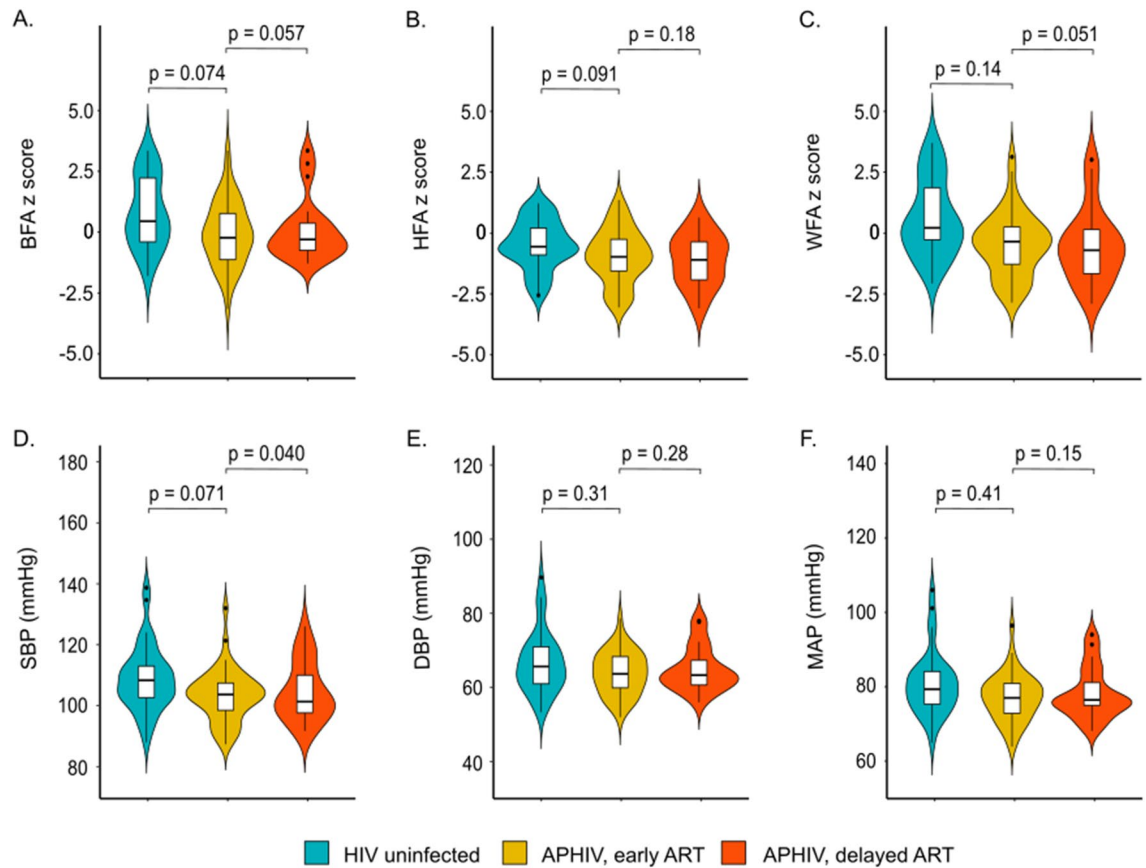 A.
p = 0.057
p = 0.074
BFA z score
5.0
2.5
0
-2.5
-5.0
B.
p = 0.18
p = 0.091
HFA z score
5.0
2.5
0
-2.5
-5.0
C.
p = 0.051
p = 0.14
WFA z score
5.0
2.5
0
-2.5
-5.0
D.
p = 0.040
p = 0.071
SBP (mmHg)
180
160
140
120
100
80
E.
p = 0.28
p = 0.31
DBP (mmHg)
120
100
80
60
40
F.
p = 0.15
p = 0.41
MAP (mmHg)
140
120
100
80
60
HIV uninfected APHIV, early ART APHIV, delayed ART